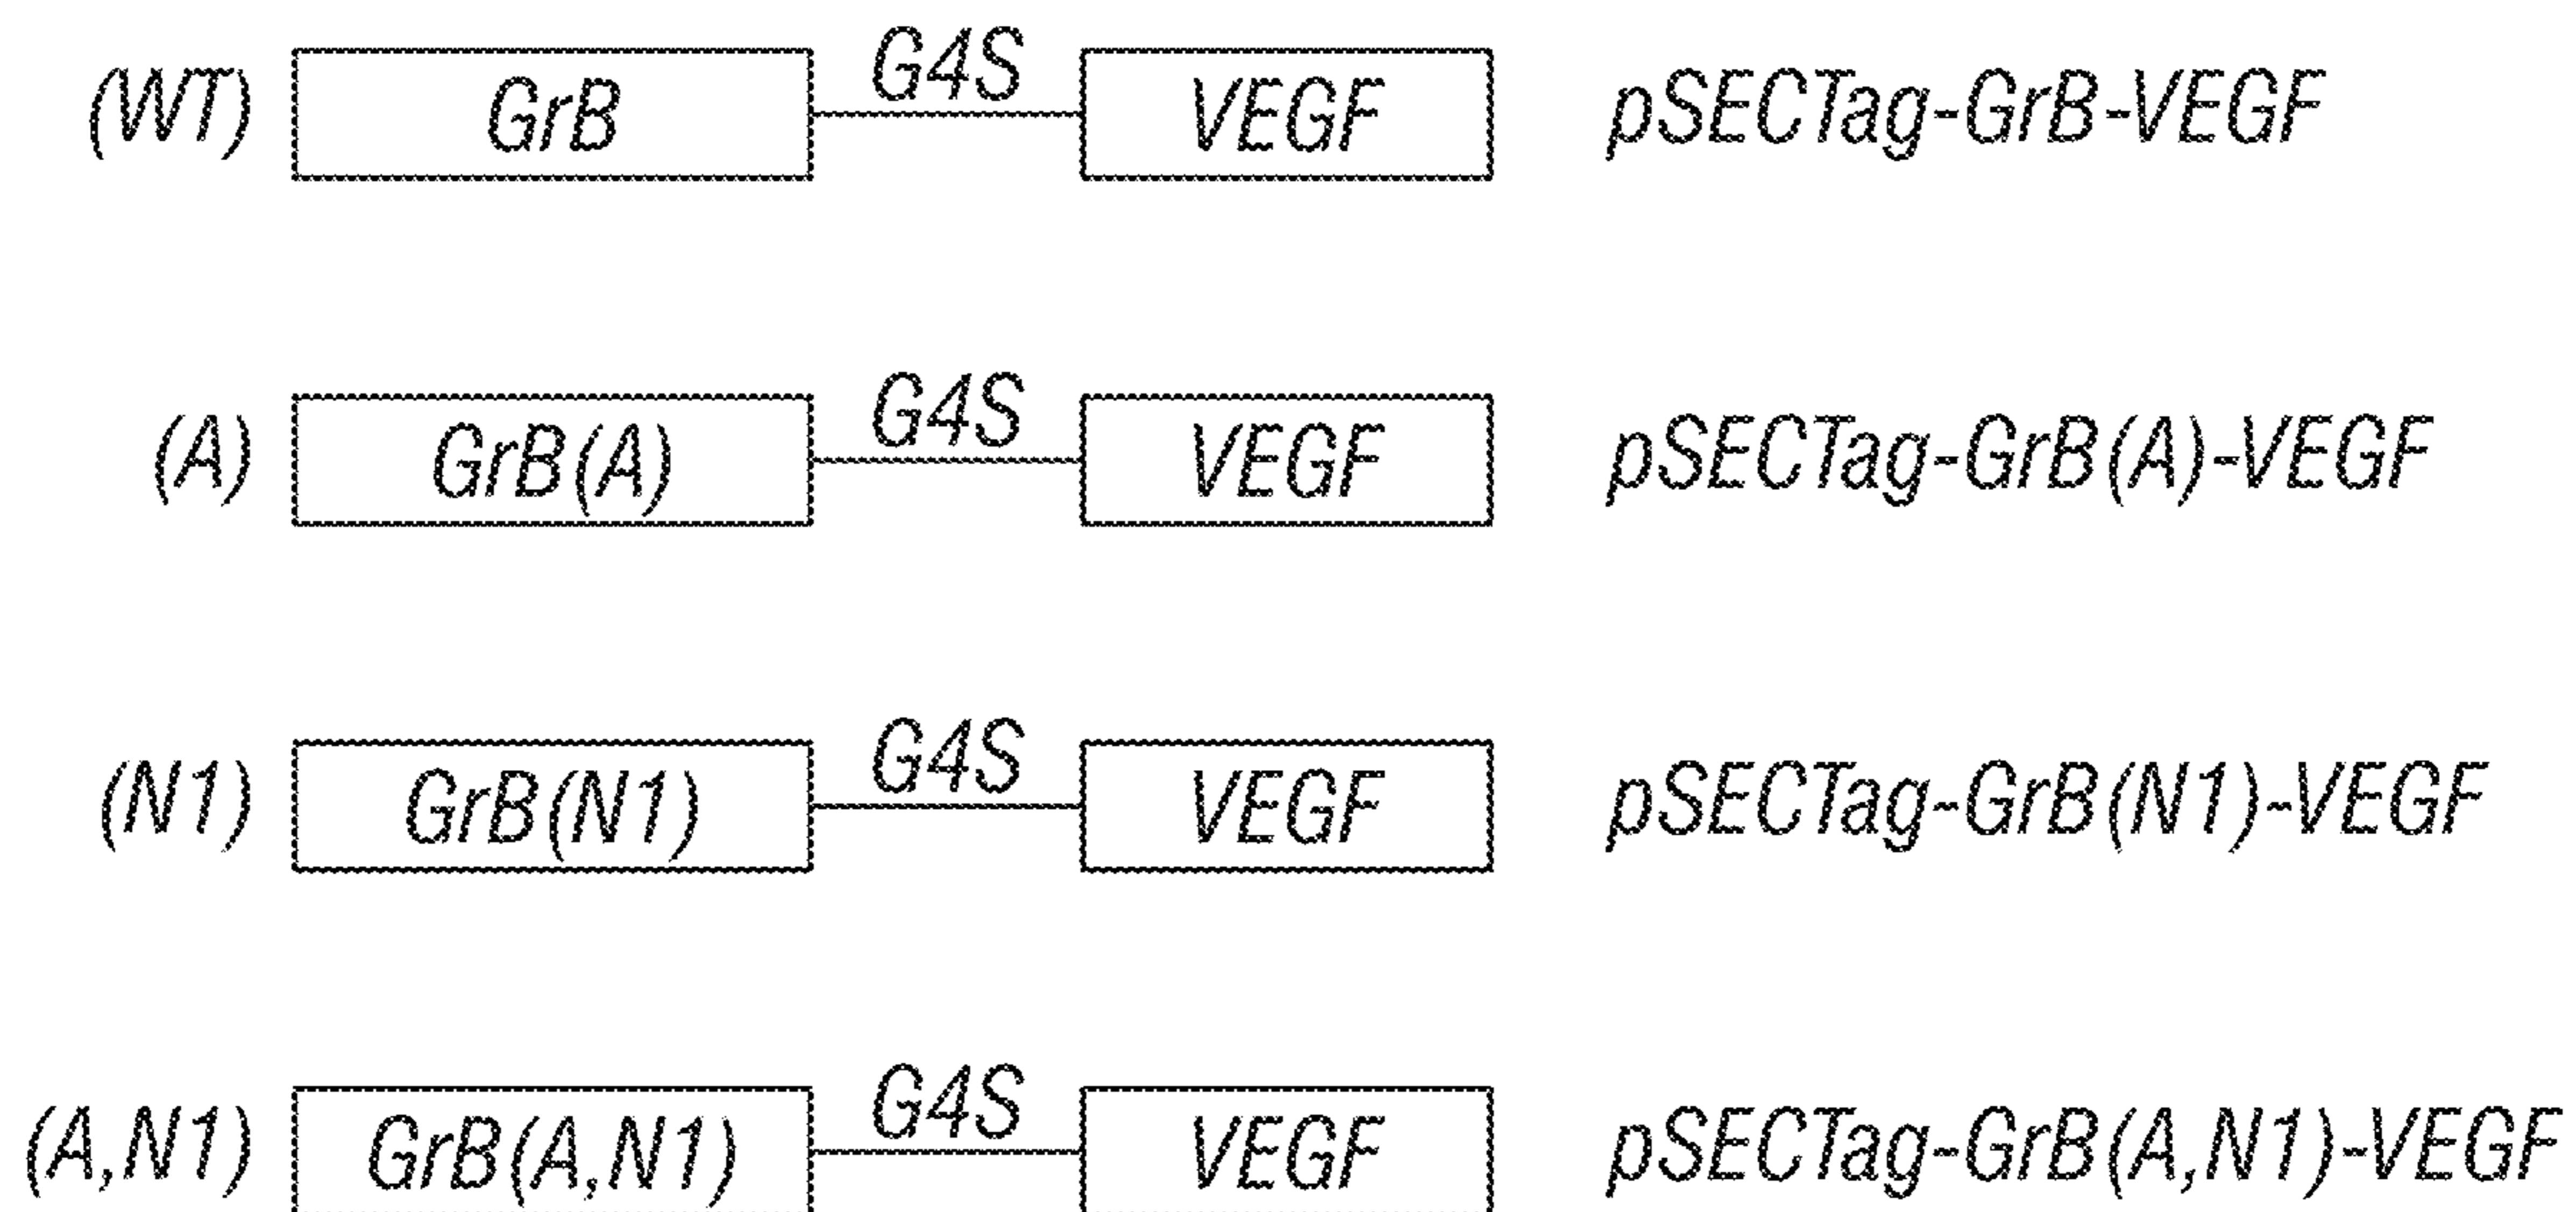 (WT) GrB G4S VEGF pSECTag-GrB-VEGF
(A) GrB(A) G4S VEGF pSECTag-GrB(A)-VEGF
(N1) GrB(N1) G4S VEGF pSECTag-GrB(N1)-VEGF
(A,N1) GrB(A,N1) G4S VEGF pSECTag-GrB(A,N1)-VEGF